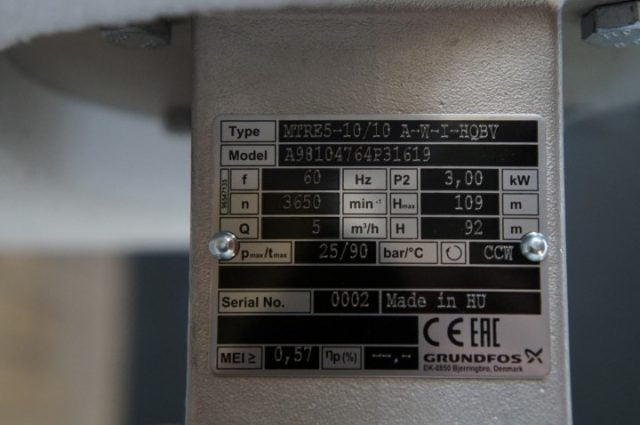 Type MTRE5-10/10 A-W-I-HQBV
Model A98104764P31619
f 60 Hz P2 3,00 kW
n 3650 min⁻¹ Hmax 109 m
Q 5 m³/h H 92 m
pmax/tmax 25/90 bar/°C CCW
Serial No. 0002 Made in HU
CE EAC
MEI ≥ 0,57 ηp(%) --.-
GRUNDFOS
DK-8850 Bjerringbro, Denmark